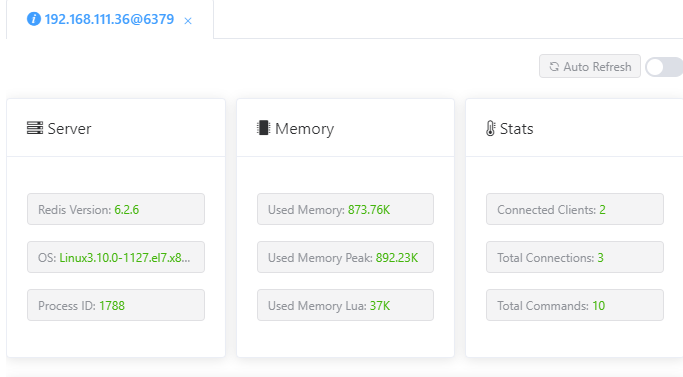 192.168.111.36@6379
Auto Refresh
Server
Redis Version: 6.2.6
OS: Linux3.10.0-1127.el7.x8...
Process ID: 1788
Memory
Used Memory: 873.76K
Used Memory Peak: 892.23K
Used Memory Lua: 37K
Stats
Connected Clients: 2
Total Connections: 3
Total Commands: 10